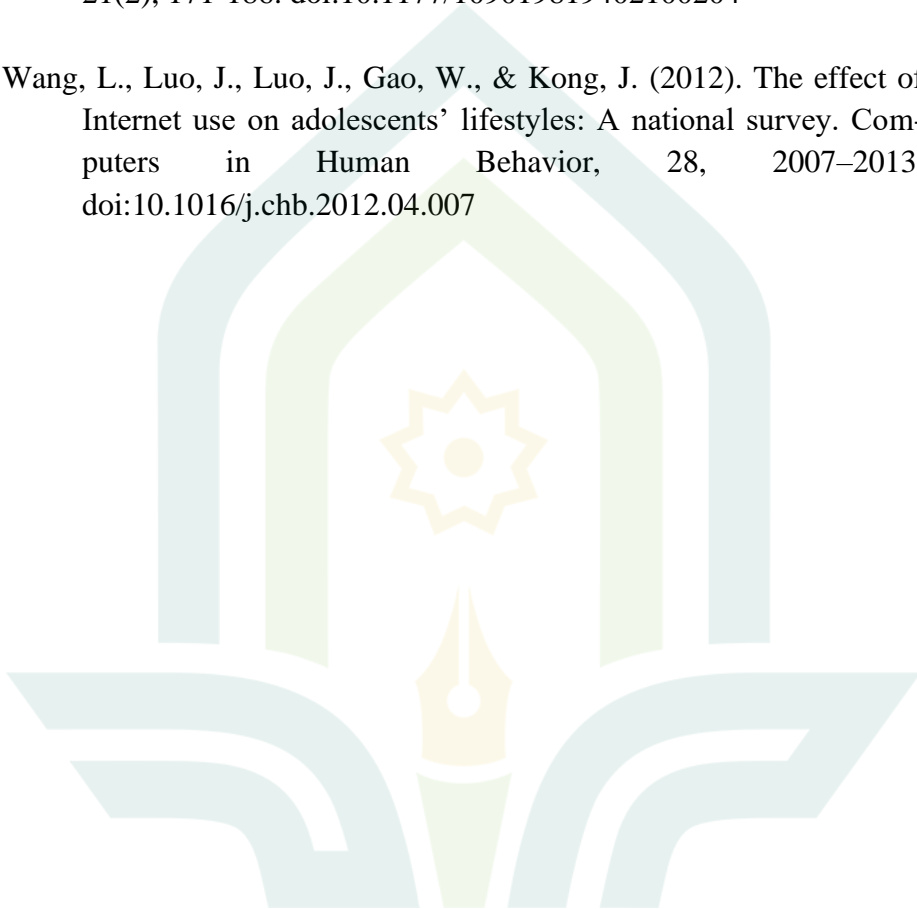 Wang, L., Luo, J., Luo, J., Gao, W., & Kong, J. (2012). The effect of
Internet use on adolescents’ lifestyles: A national survey. Com-
puters in Human Behavior, 28, 2007–2013
doi:10.1016/j.chb.2012.04.007